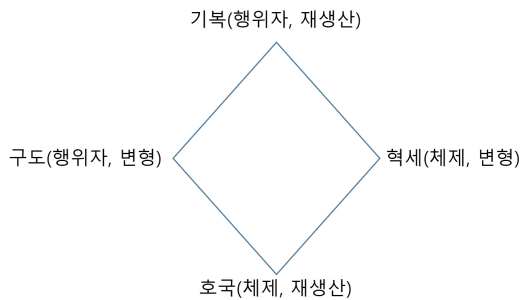 기복(행위자, 재생산)
구도(행위자, 변형)
혁세(체제, 변형)
호국(체제, 재생산)